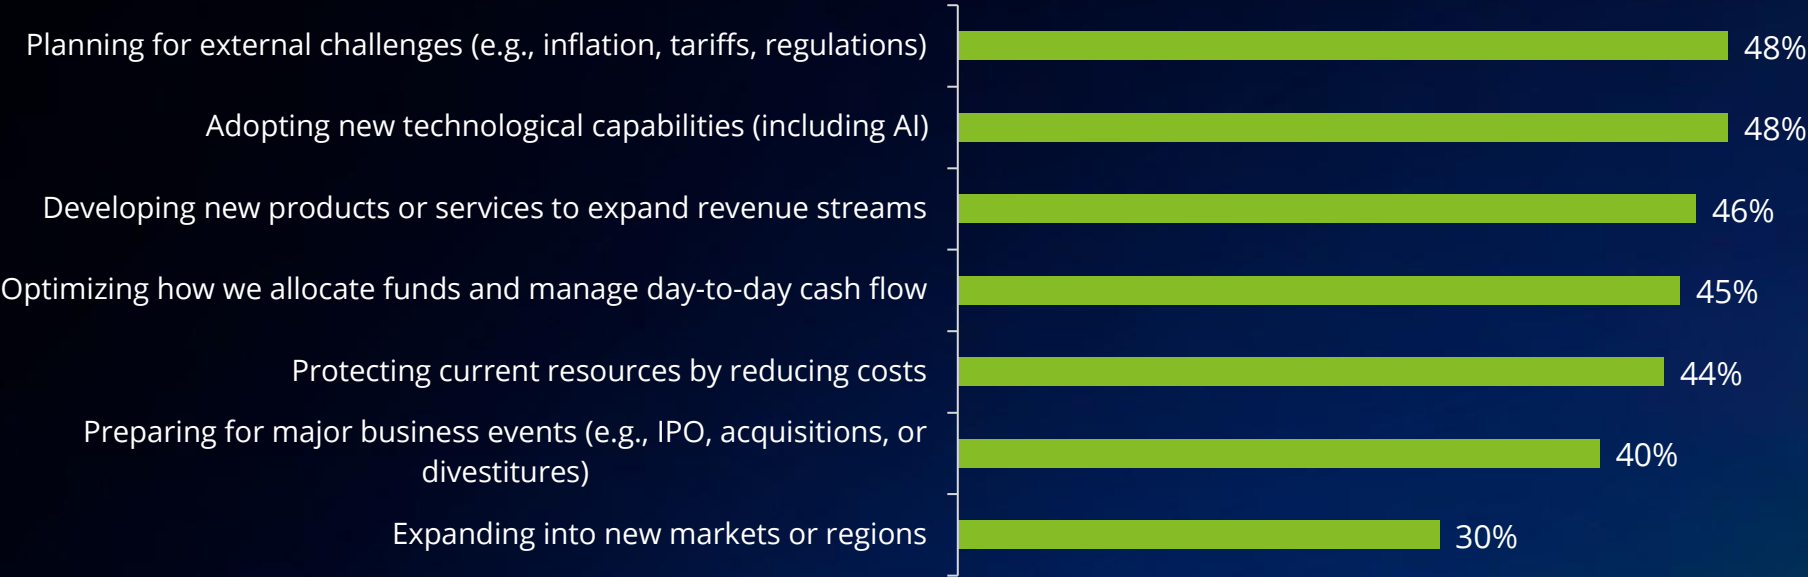 Planning for external challenges (e.g., inflation, tariffs, regulations)
48%
Adopting new technological capabilities (including AI)
48%
Developing new products or services to expand revenue streams
46%
Optimizing how we allocate funds and manage day-to-day cash flow
45%
Protecting current resources by reducing costs
44%
Preparing for major business events (e.g., IPO, acquisitions, or
divestitures)
40%
Expanding into new markets or regions
30%